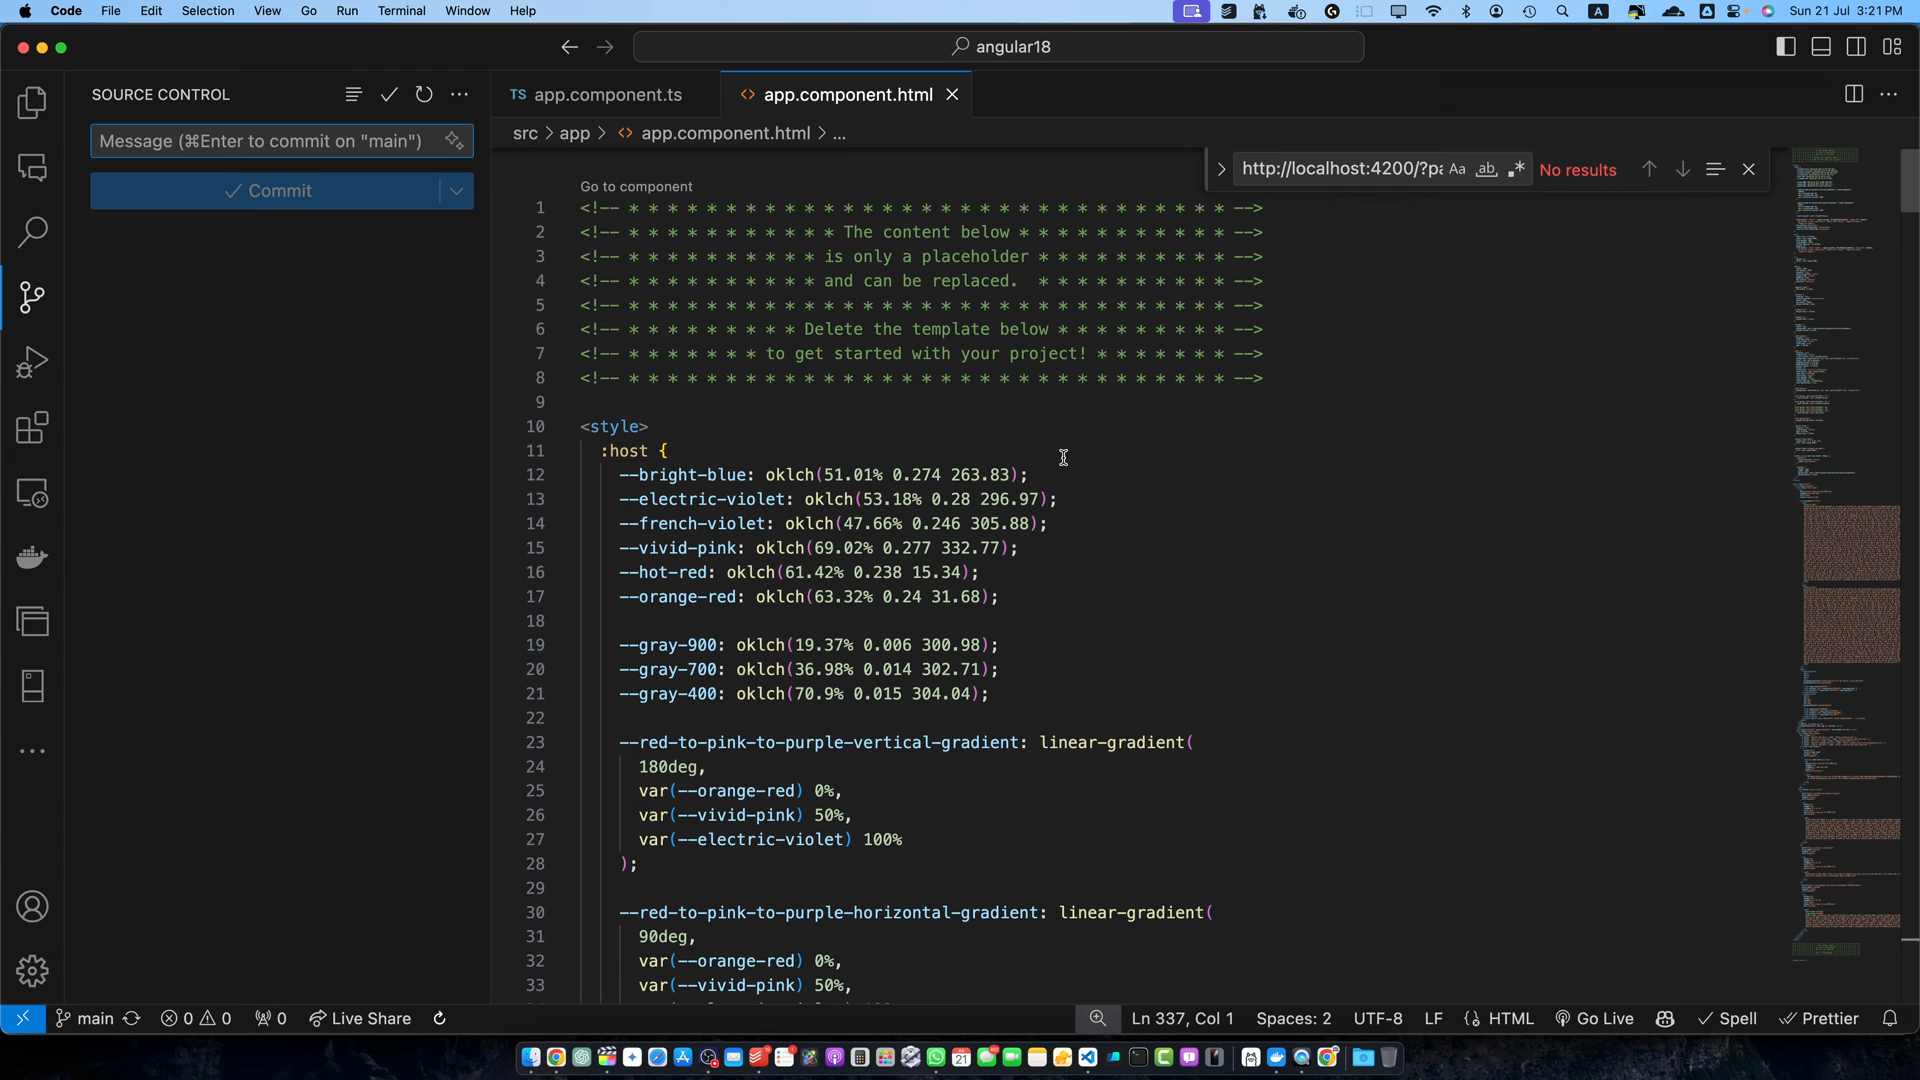 Code File Edit Selection View Go Run Terminal Window Help Sun 21 Jul 3:21 PM
angular18
SOURCE CONTROL
Message (⌘Enter to commit on "main")
Commit
TS app.component.ts <> app.component.html
src > app > <> app.component.html > ...
http://localhost:4200/?pa Aa ab .* No results
Go to component
1 <!-- * * * * * * * * * * * * * * * * * * * * * * * * * * * * * * * -->
2 <!-- * * * * * * * * * * * The content below * * * * * * * * * * * -->
3 <!-- * * * * * * * * * * is only a placeholder * * * * * * * * * * -->
4 <!-- * * * * * * * * * * and can be replaced.  * * * * * * * * * * -->
5 <!-- * * * * * * * * * * * * * * * * * * * * * * * * * * * * * * * -->
6 <!-- * * * * * * * * * Delete the template below * * * * * * * * * -->
7 <!-- * * * * * * * to get started with your project! * * * * * * * -->
8 <!-- * * * * * * * * * * * * * * * * * * * * * * * * * * * * * * * -->
9
10 <style>
11 :host {
12 --bright-blue: oklch(51.01% 0.274 263.83);
13 --electric-violet: oklch(53.18% 0.28 296.97);
14 --french-violet: oklch(47.66% 0.246 305.88);
15 --vivid-pink: oklch(69.02% 0.277 332.77);
16 --hot-red: oklch(61.42% 0.238 15.34);
17 --orange-red: oklch(63.32% 0.24 31.68);
18
19 --gray-900: oklch(19.37% 0.006 300.98);
20 --gray-700: oklch(36.98% 0.014 302.71);
21 --gray-400: oklch(70.9% 0.015 304.04);
22
23 --red-to-pink-to-purple-vertical-gradient: linear-gradient(
24 180deg,
25 var(--orange-red) 0%,
26 var(--vivid-pink) 50%,
27 var(--electric-violet) 100%
28 );
29
30 --red-to-pink-to-purple-horizontal-gradient: linear-gradient(
31 90deg,
32 var(--orange-red) 0%,
33 var(--vivid-pink) 50%,
main 0 0 0 Live Share Ln 337, Col 1 Spaces: 2 UTF-8 LF {} HTML Go Live Spell Prettier